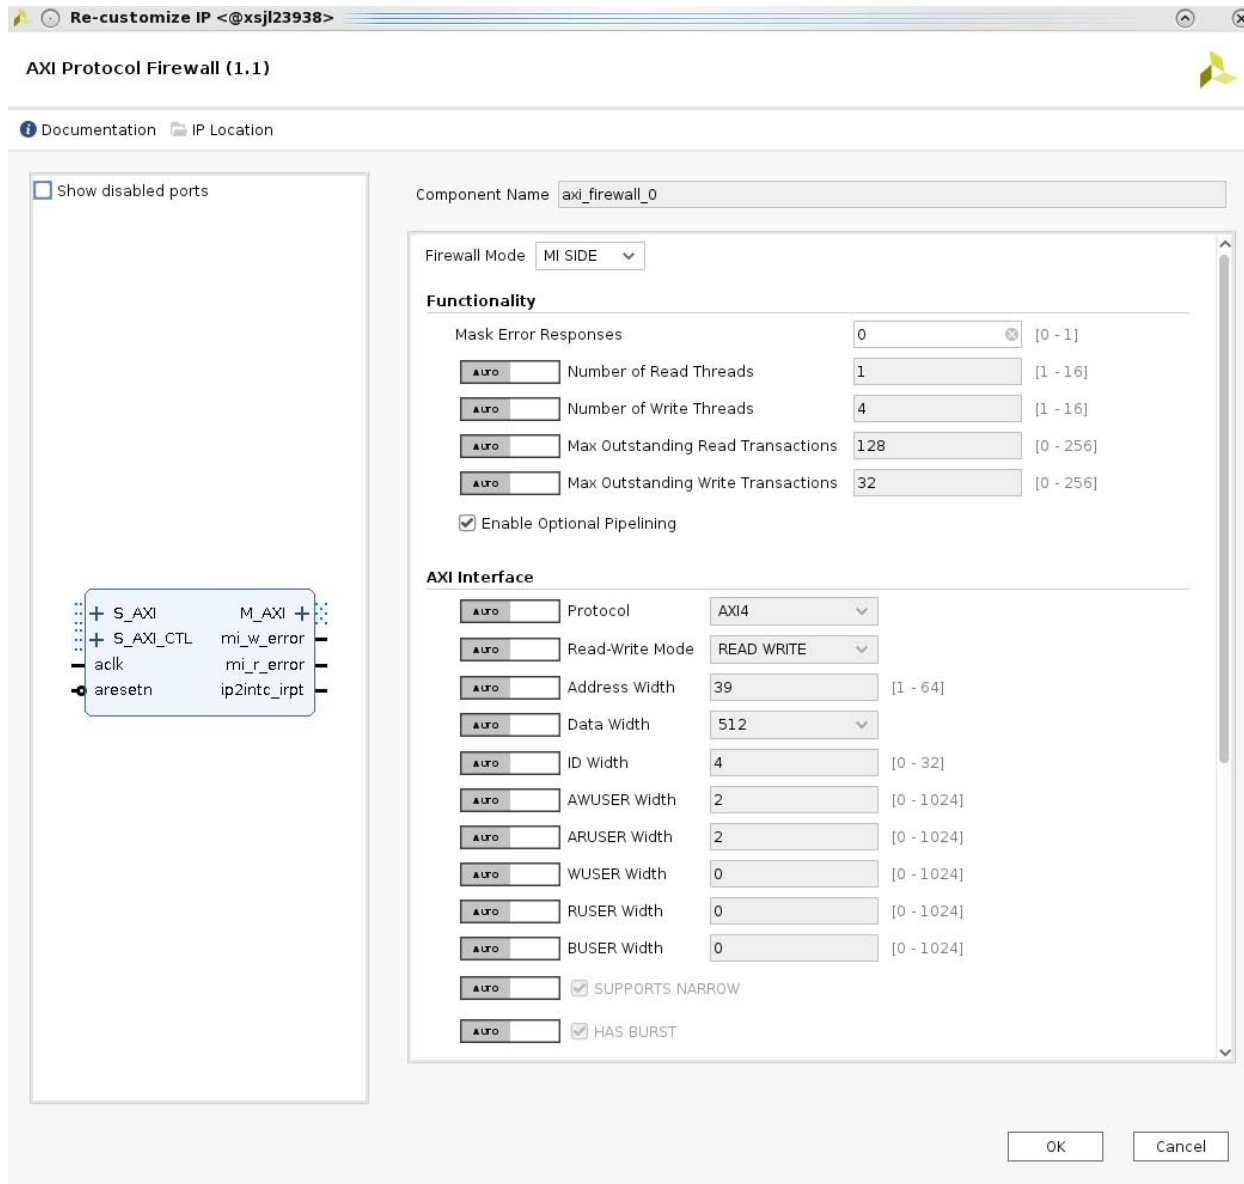 Re-customize IP <@xsjl23938>
AXI Protocol Firewall (1.1)
Documentation IP Location
Show disabled ports
S_AXI M_AXI
S_AXI_CTL mi_w_error
aclk mi_r_error
aresetn ip2intc_irpt
Component Name axi_firewall_0
Firewall Mode MI SIDE
Functionality
Mask Error Responses 0 [0 - 1]
AUTO Number of Read Threads 1 [1 - 16]
AUTO Number of Write Threads 4 [1 - 16]
AUTO Max Outstanding Read Transactions 128 [0 - 256]
AUTO Max Outstanding Write Transactions 32 [0 - 256]
Enable Optional Pipelining
AXI Interface
AUTO Protocol AXI4
AUTO Read-Write Mode READ WRITE
AUTO Address Width 39 [1 - 64]
AUTO Data Width 512
AUTO ID Width 4 [0 - 32]
AUTO AWUSER Width 2 [0 - 1024]
AUTO ARUSER Width 2 [0 - 1024]
AUTO WUSER Width 0 [0 - 1024]
AUTO RUSER Width 0 [0 - 1024]
AUTO BUSER Width 0 [0 - 1024]
AUTO SUPPORTS NARROW
AUTO HAS BURST
OK Cancel